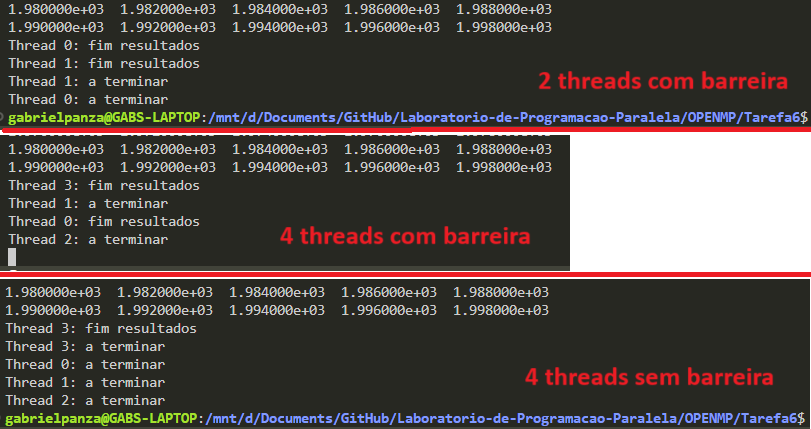 1.980000e+03 1.982000e+03 1.984000e+03 1.986000e+03 1.988000e+03
1.990000e+03 1.992000e+03 1.994000e+03 1.996000e+03 1.998000e+03
Thread 0: fim resultados
Thread 1: fim resultados
Thread 1: a terminar
Thread 0: a terminar
2 threads com barreira
gabrielpanza@GABS-LAPTOP:/mnt/d/Documents/GitHub/Laboratorio-de-Programacao-Paralela/OPENMP/Tarefa6$
1.980000e+03 1.982000e+03 1.984000e+03 1.986000e+03 1.988000e+03
1.990000e+03 1.992000e+03 1.994000e+03 1.996000e+03 1.998000e+03
Thread 3: fim resultados
Thread 1: a terminar
Thread 0: fim resultados
Thread 2: a terminar
4 threads com barreira
1.980000e+03 1.982000e+03 1.984000e+03 1.986000e+03 1.988000e+03
1.990000e+03 1.992000e+03 1.994000e+03 1.996000e+03 1.998000e+03
Thread 3: fim resultados
Thread 3: a terminar
Thread 0: a terminar
Thread 1: a terminar
Thread 2: a terminar
4 threads sem barreira
gabrielpanza@GABS-LAPTOP:/mnt/d/Documents/GitHub/Laboratorio-de-Programacao-Paralela/OPENMP/Tarefa6$